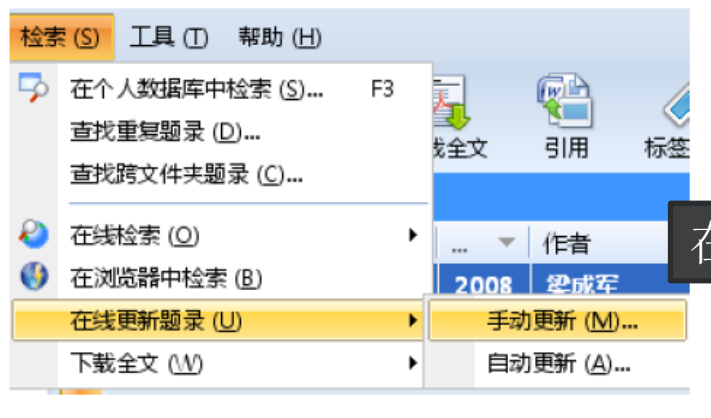 检索 (S) 工具 (T) 帮助 (H)
在个人数据库中检索 (S)... F3
查找重复题录 (D)...
全文 引用 标签
查找跨文件夹题录 (C)...
在线检索 (O) ... 作者
在浏览器中检索 (B) 2008 梁成军
在线更新题录 (U) 手动更新 (M)...
下载全文 (W) 自动更新 (A)...